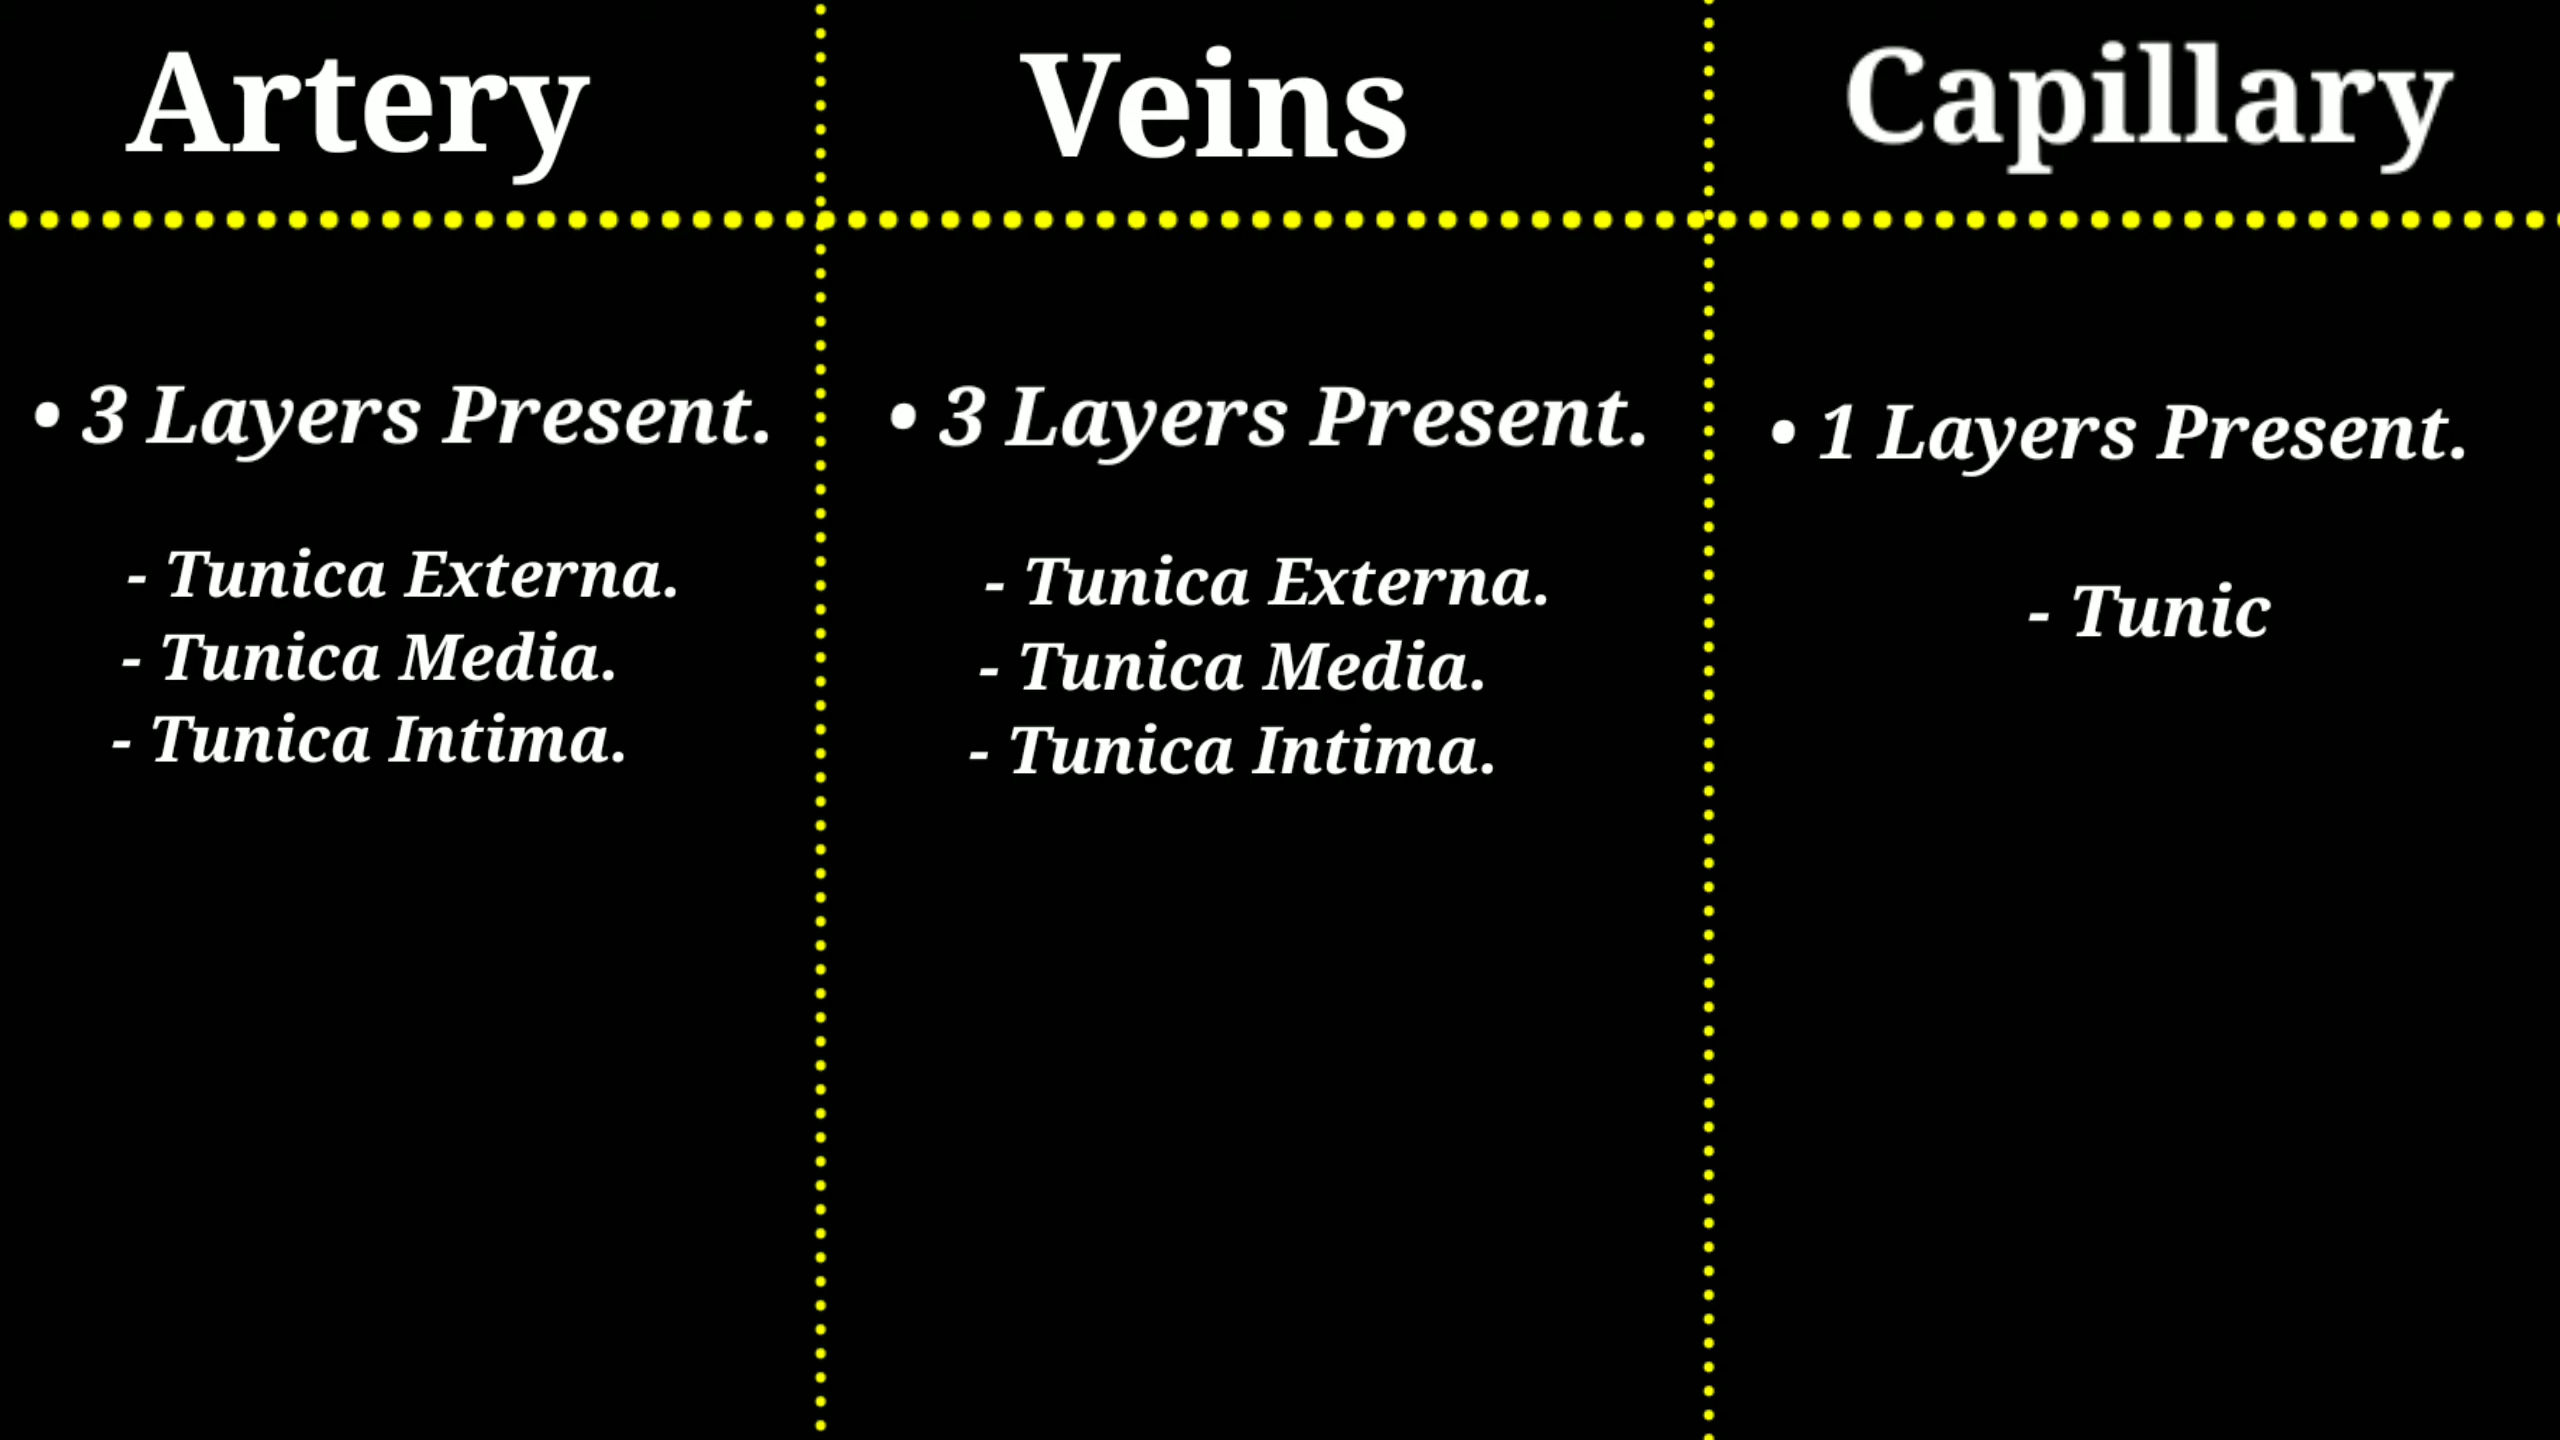 Artery
Veins
Capillary
• 3 Layers Present.
- Tunica Externa.
- Tunica Media.
- Tunica Intima.
• 3 Layers Present.
- Tunica Externa.
- Tunica Media.
- Tunica Intima.
• 1 Layers Present.
- Tunic